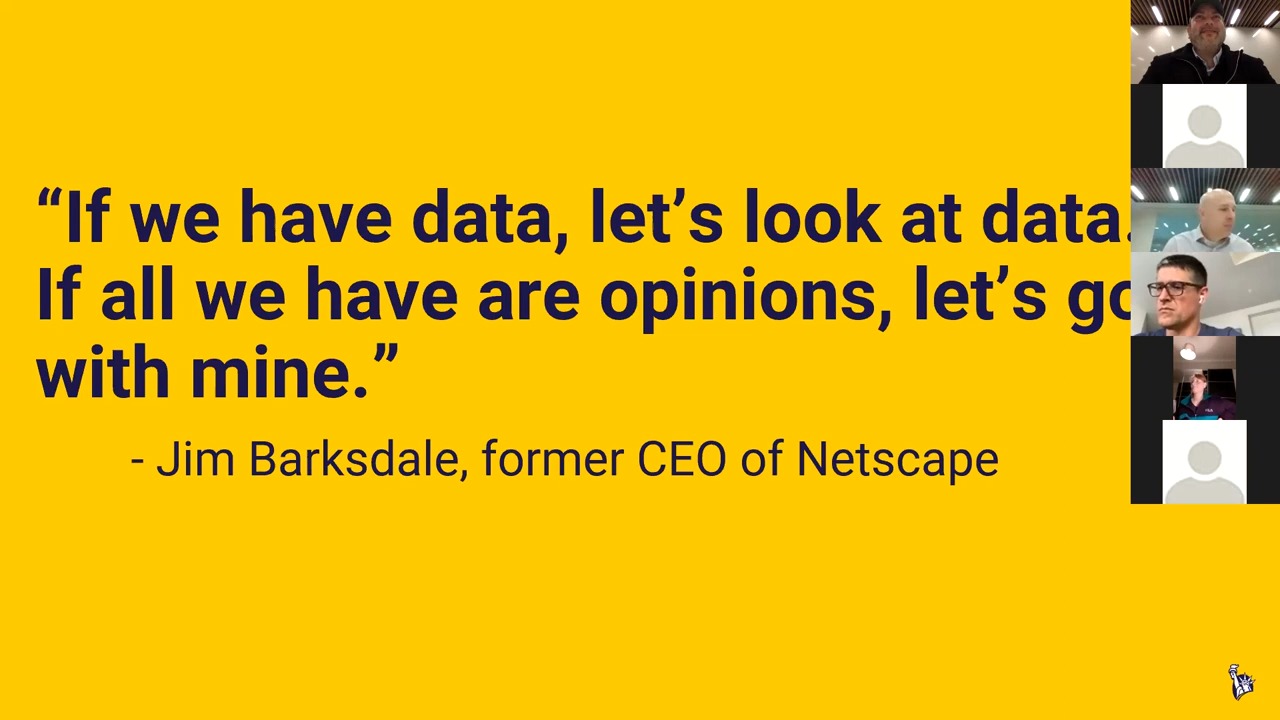 “If we have data, let’s look at data.
If all we have are opinions, let’s go
with mine.”
- Jim Barksdale, former CEO of Netscape